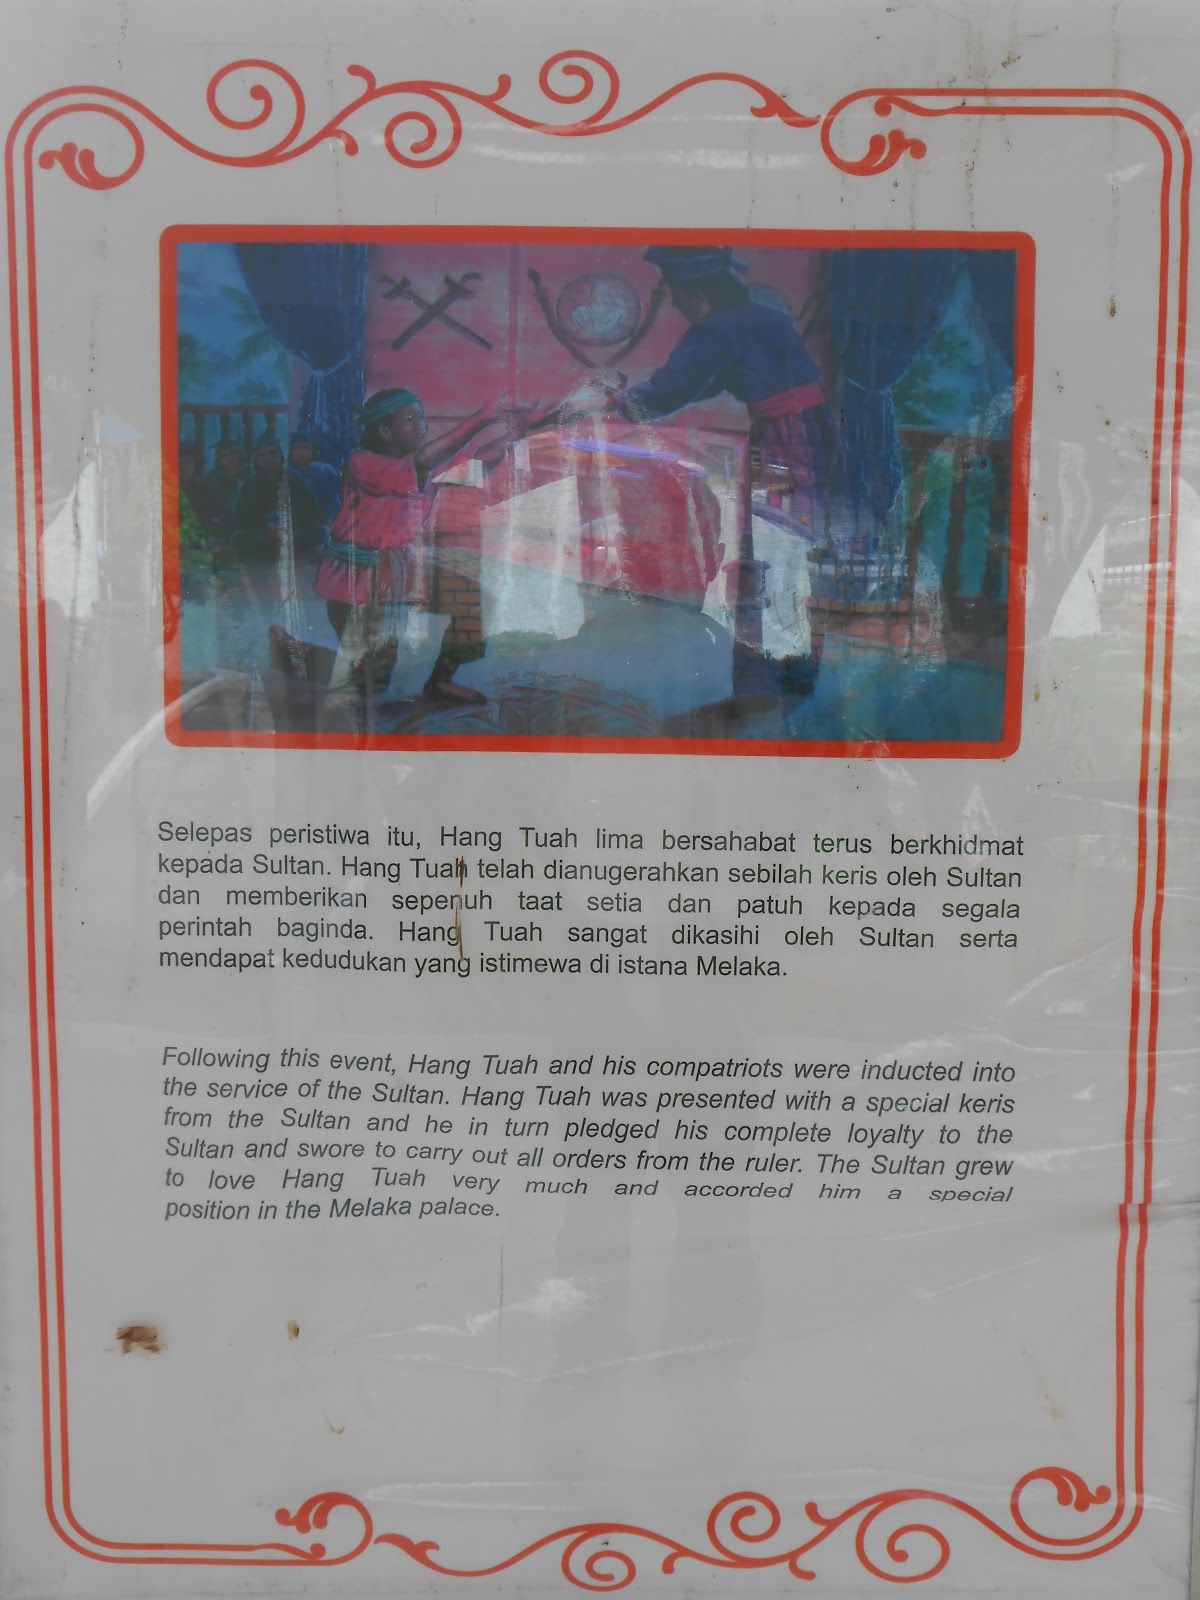 Selepas peristiwa itu, Hang Tuah lima bersahabat terus berkhidmat
kepada Sultan. Hang Tuah telah dianugerahkan sebilah keris oleh Sultan
dan memberikan sepenuh taat setia dan patuh kepada segala
perintah baginda. Hang Tuah sangat dikasihi oleh Sultan serta
mendapat kedudukan yang istimewa di istana Melaka.
Following this event, Hang Tuah and his compatriots were inducted into
the service of the Sultan. Hang Tuah was presented with a special keris
from the Sultan and he in turn pledged his complete loyalty to the
Sultan and swore to carry out all orders from the ruler. The Sultan grew
to love Hang Tuah very much and accorded him a special
position in the Melaka palace.